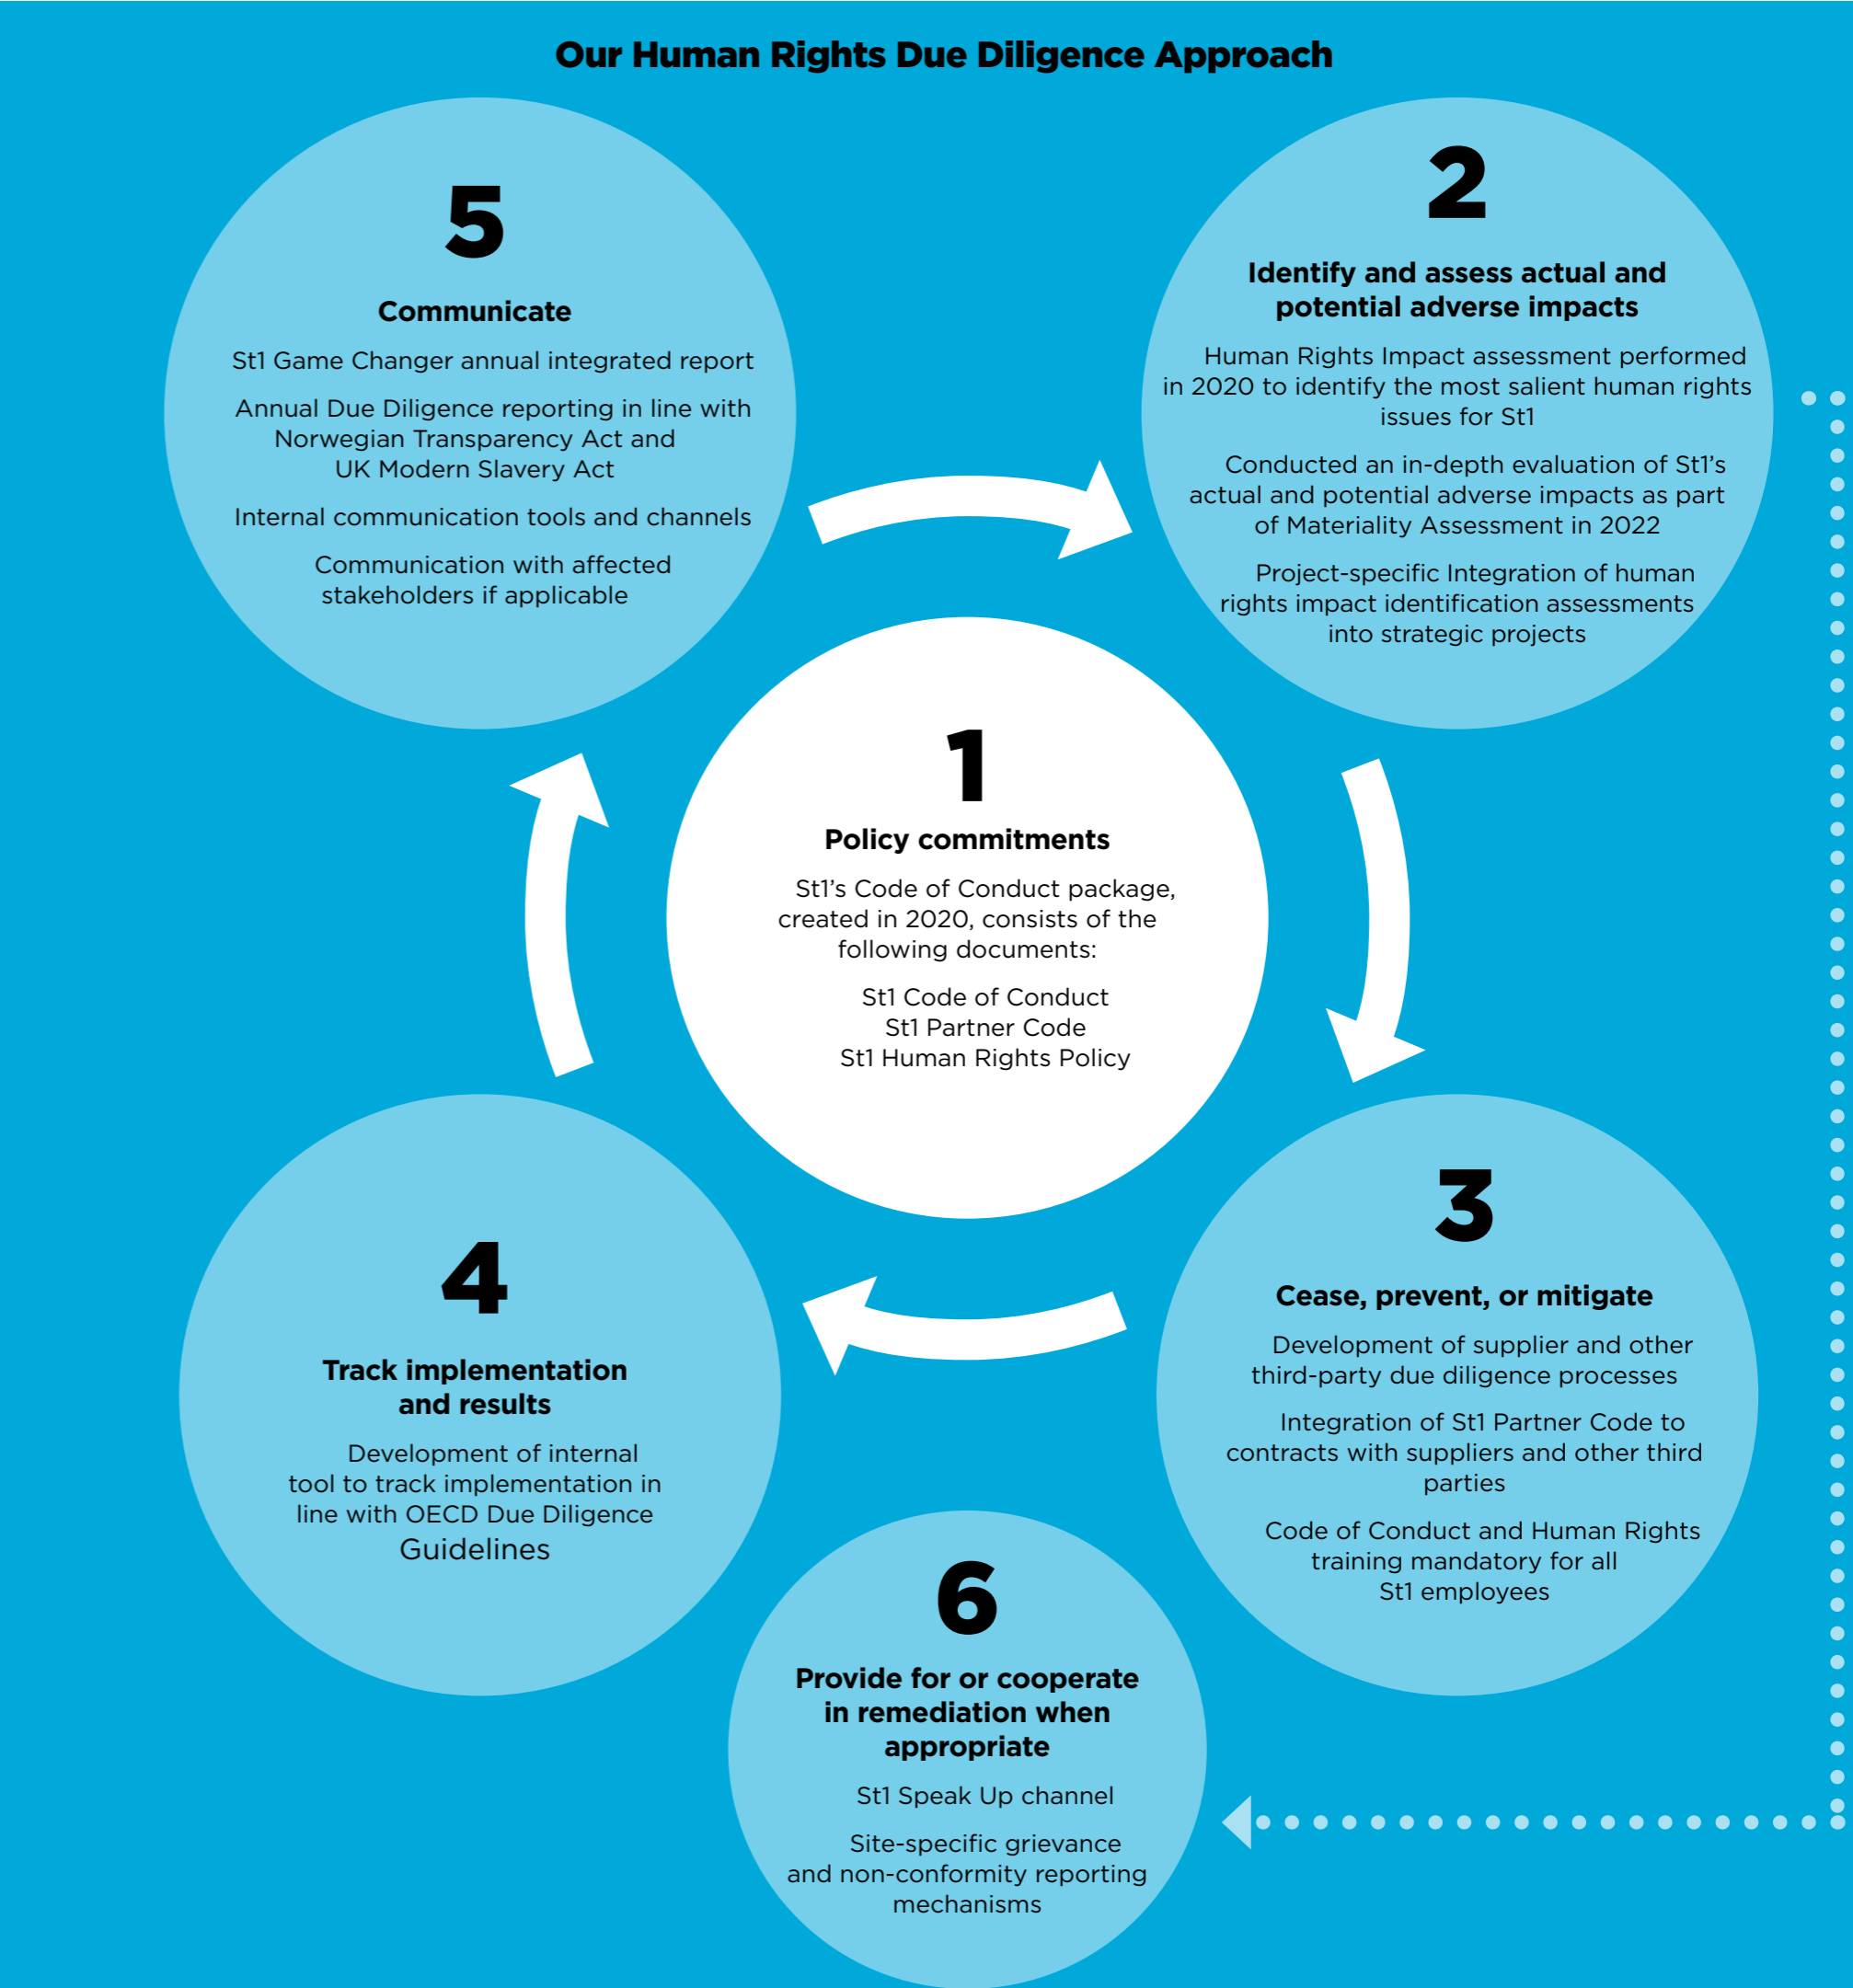 Our Human Rights Due Diligence Approach
1
Policy commitments
St1’s Code of Conduct package,
created in 2020, consists of the
following documents:
St1 Code of Conduct
St1 Partner Code
St1 Human Rights Policy
2
Identify and assess actual and
potential adverse impacts
Human Rights Impact assessment performed
in 2020 to identify the most salient human rights
issues for St1
Conducted an in-depth evaluation of St1’s
actual and potential adverse impacts as part
of Materiality Assessment in 2022
Project-specific Integration of human
rights impact identification assessments
into strategic projects
3
Cease, prevent, or mitigate
Development of supplier and other
third-party due diligence processes
Integration of St1 Partner Code to
contracts with suppliers and other third
parties
Code of Conduct and Human Rights
training mandatory for all
St1 employees
4
Track implementation
and results
Development of internal
tool to track implementation in
line with OECD Due Diligence
Guidelines
5
Communicate
St1 Game Changer annual integrated report
Annual Due Diligence reporting in line with
Norwegian Transparency Act and
UK Modern Slavery Act
Internal communication tools and channels
Communication with affected
stakeholders if applicable
6
Provide for or cooperate
in remediation when
appropriate
St1 Speak Up channel
Site-specific grievance
and non-conformity reporting
mechanisms